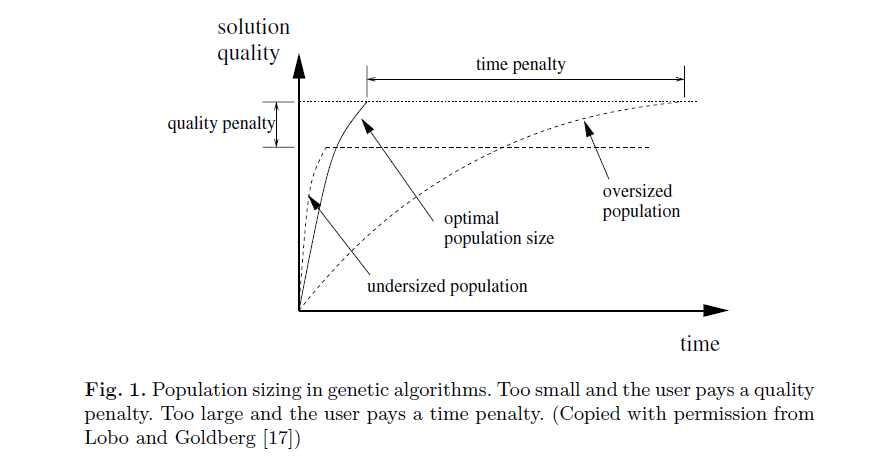 solution
quality
time penalty
quality penalty
oversized
population
optimal
population size
undersized population
time
Fig. 1. Population sizing in genetic algorithms. Too small and the user pays a quality
penalty. Too large and the user pays a time penalty. (Copied with permission from
Lobo and Goldberg [17])